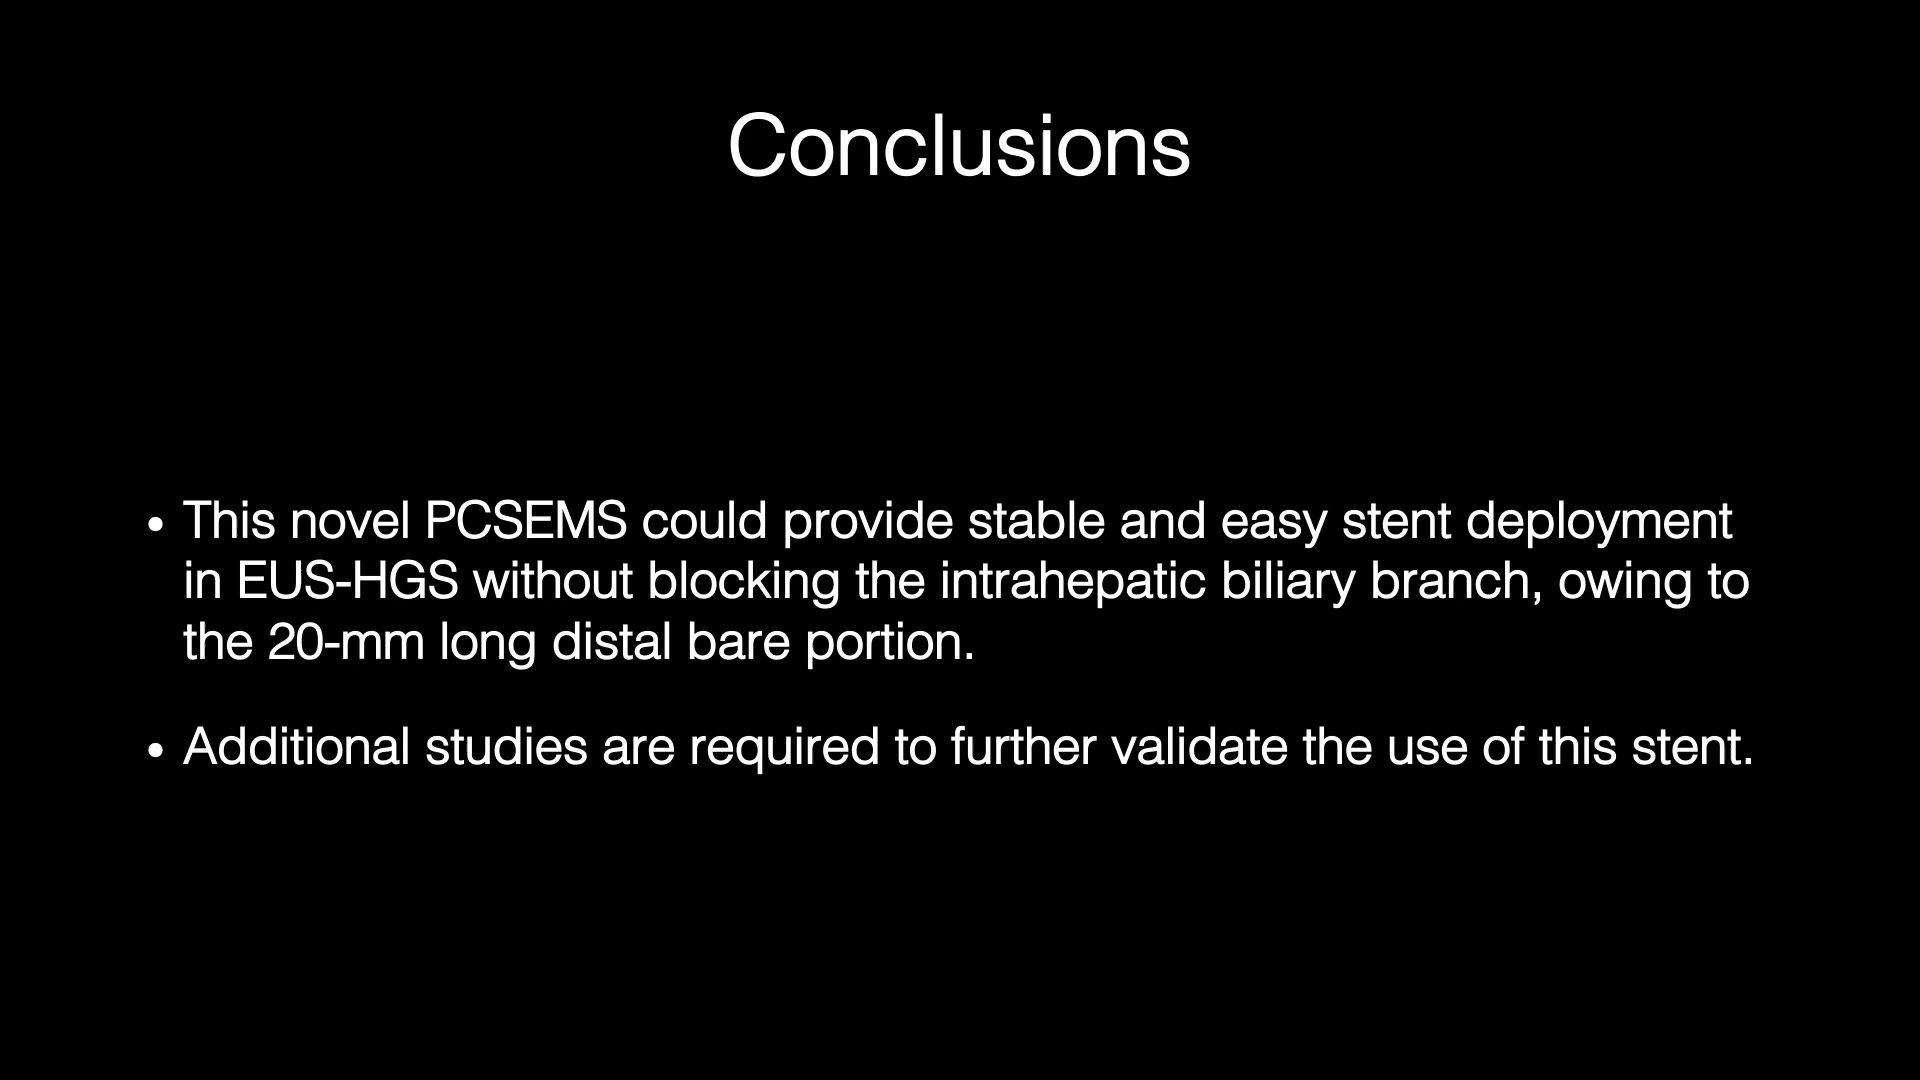 Conclusions
• This novel PCSEMS could provide stable and easy stent deployment
in EUS-HGS without blocking the intrahepatic biliary branch, owing to
the 20-mm long distal bare portion.
• Additional studies are required to further validate the use of this stent.